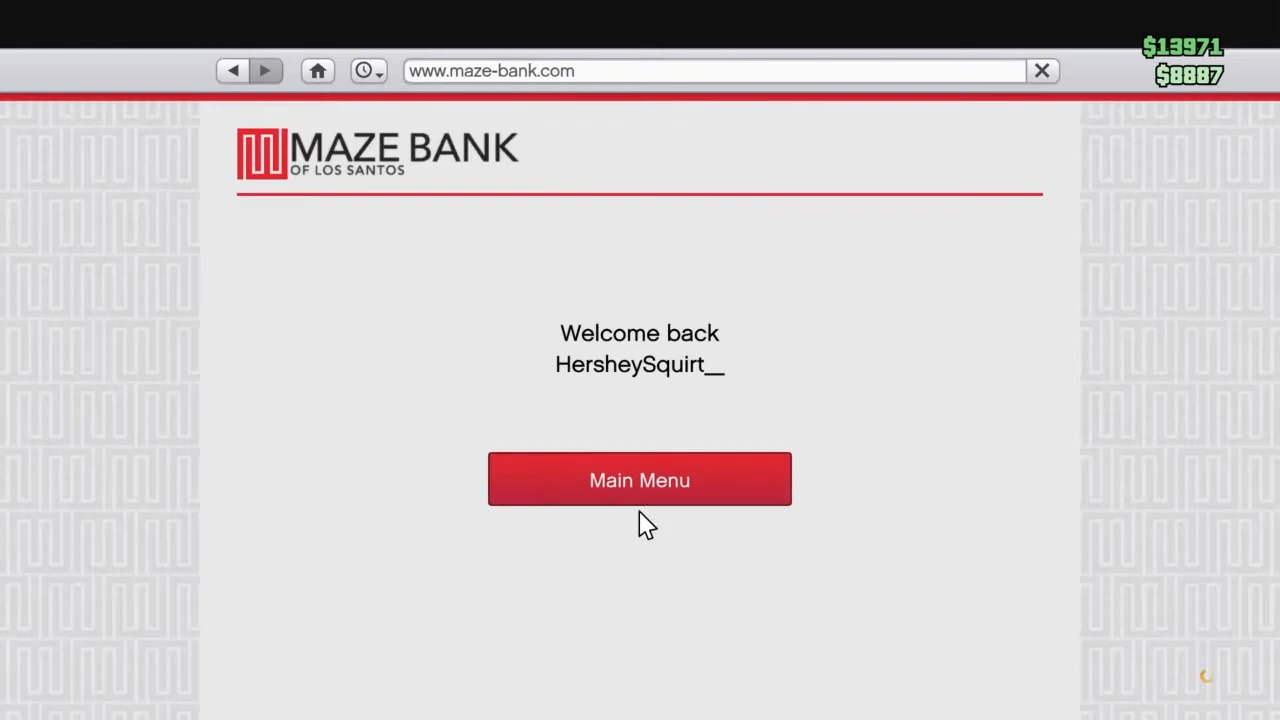 $13971
$8887
www.maze-bank.com
MAZE BANK
OF LOS SANTOS
Welcome back
HersheySquirt__
Main Menu